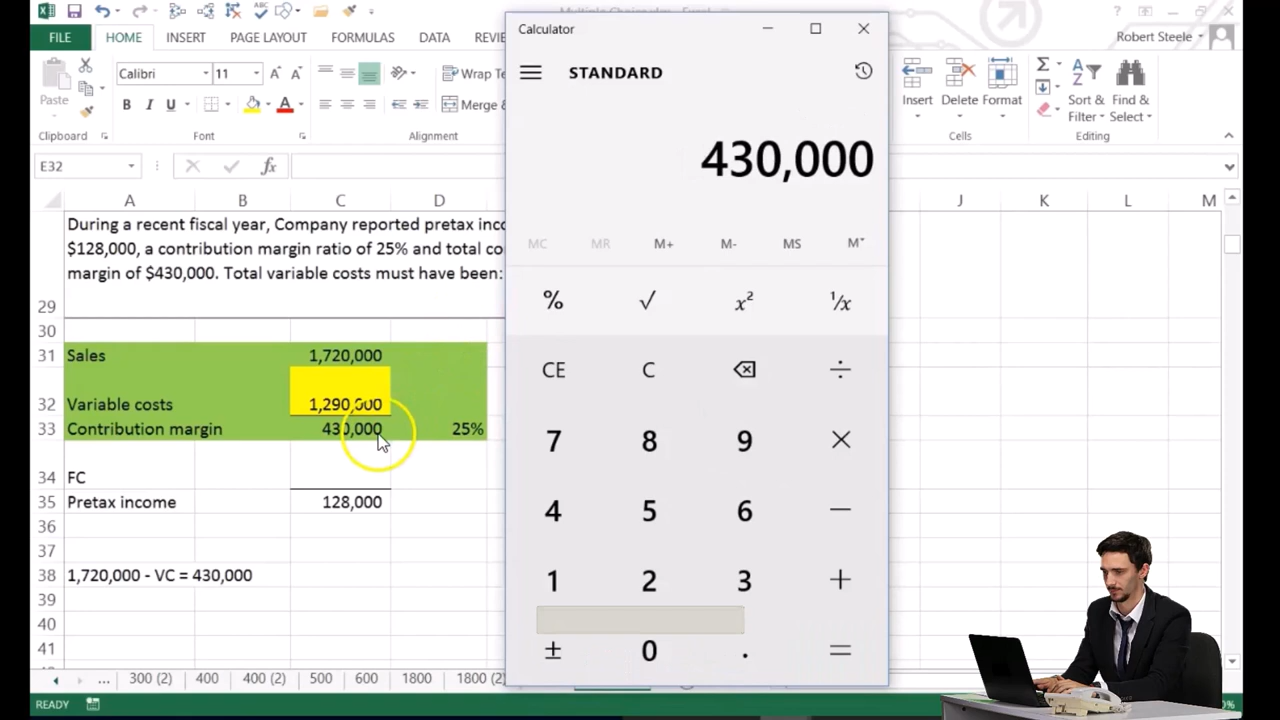 Calculator
FILE HOME INSERT PAGE LAYOUT FORMULAS DATA
Robert Steele
STANDARD
Calibri 11
Paste
B I U A
Wrap
Merge &
Insert Delete Format
Sort & Filter
Find & Select
Clipboard Font Alignment Cells Editing
430,000
E32 fx
A B C D J K L M
MC MR M+ M- MS M
During a recent fiscal year, Company reported pretax
$128,000, a contribution margin ratio of 25% and total
margin of $430,000. Total variable costs must have been:
29
30
31 Sales 1,720,000
32 Variable costs 1,290,000
33 Contribution margin 430,000 25%
34 FC
35 Pretax income 128,000
36
37
38 1,720,000 - VC = 430,000
39
40
41
% √ x² ¹/x
CE C ÷
7 8 9 ×
4 5 6 −
1 2 3 +
± 0 . =
... 300 (2) 400 400 (2) 500 600 1800 1800 (2)
READY